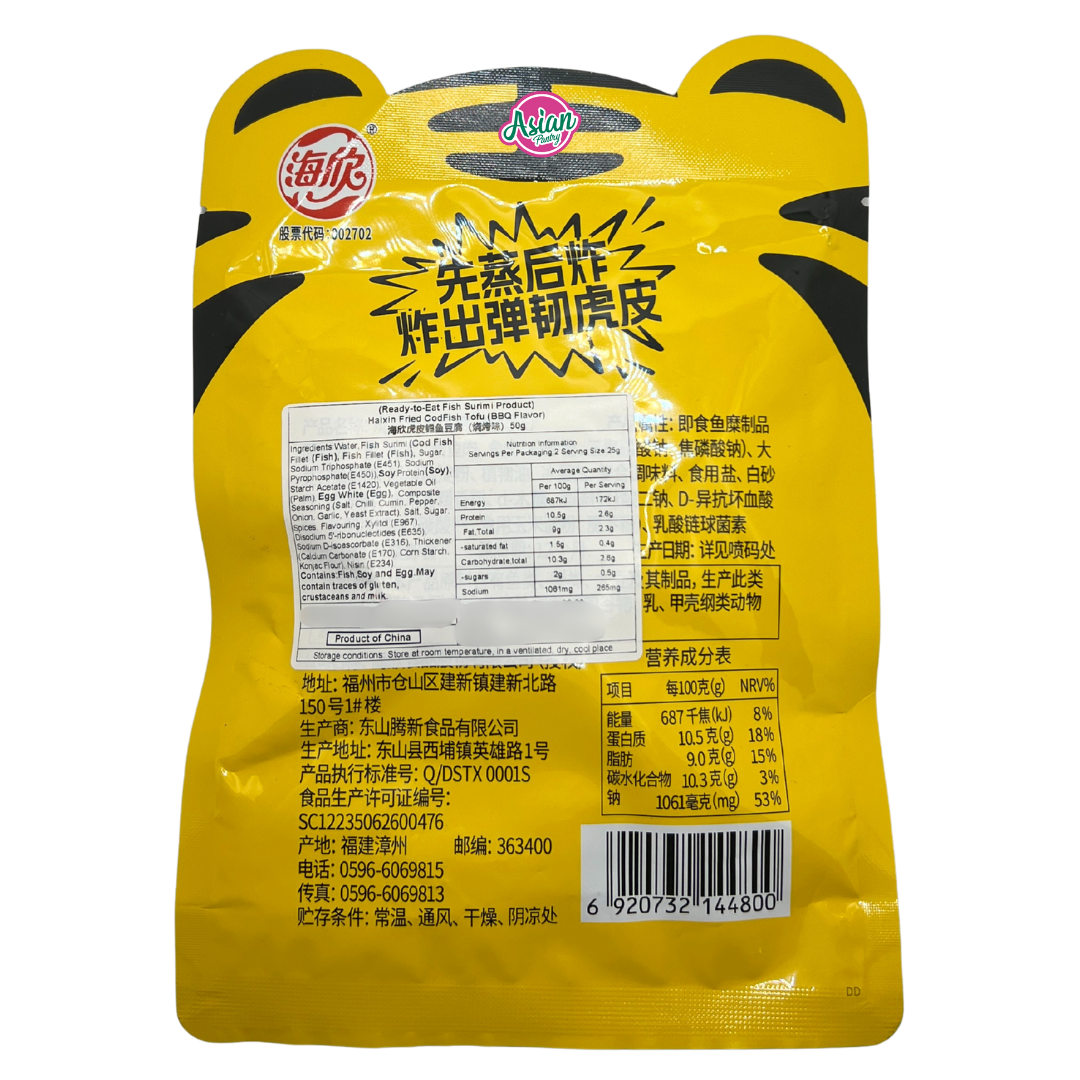 Asian
Pantry
海欣
股票代码:002702
先蒸后炸
炸出弹韧虎皮
(Ready-to-Eat Fish Surimi Product)
Haixin Fried CodFish Tofu (BBQ Flavor)
海欣虎皮鳕鱼豆腐 (烧烤味) 50g
Ingredients:Water, Fish Surimi (Cod Fish
Fillet (Fish), Fish Fillet (Fish), Sugar,
Sodium Triphosphate (E451), Sodium
Pyrophosphate(E450)),Soy Protein(Soy),
Starch Acetate (E1420), Vegetable Oil
(Palm), Egg White (Egg), Composite
Seasoning (Salt, Chilli, Cumin, Pepper,
Onion, Garlic, Yeast Extract), Salt, Sugar,
Spices, Flavouring, Xylitol (E967),
Disodium 5'-ribonucleotides (E635),
Sodium D-isoascorbate (E316), Thickener
(Calcium Carbonate (E170), Corn Starch,
Konjac Flour), Nisin (E234)
Contains:Fish,Soy and Egg.May
contain traces of gluten,
crustaceans and milk.
Nutrition information
Servings Per Packaging 2 Serving Size 25g
Average Quantity
Per 100g Per Serving
Energy 687kJ 172kJ
Protein 10.5g 2.6g
Fat,Total 9g 2.3g
-saturated fat 1.5g 0.4g
Carbohydrate,total 10.3g 2.6g
-sugars 2g 0.5g
Sodium 1061mg 265mg
Product of China
Storage conditions: Store at room temperature, in a ventilated, dry, cool place
属性: 即食鱼糜制品
酸钠、焦磷酸钠)、大
调味料、食用盐、白砂
二钠、D-异抗坏血酸
、乳酸链球菌素
生产日期: 详见喷码处
其制品, 生产此类
乳、甲壳纲类动物
地址: 福州市仓山区建新镇建新北路
150号1#楼
生产商: 东山腾新食品有限公司
生产地址: 东山县西埔镇英雄路1号
产品执行标准号: Q/DSTX 0001S
食品生产许可证编号:
SC12235062600476
产地: 福建漳州 邮编: 363400
电话: 0596-6069815
传真: 0596-6069813
贮存条件: 常温、通风、干燥、阴凉处
营养成分表
项目 每100克(g) NRV%
能量 687千焦(kJ) 8%
蛋白质 10.5克(g) 18%
脂肪 9.0克(g) 15%
碳水化合物 10.3克(g) 3%
钠 1061毫克(mg) 53%
6 920732 144800
DD